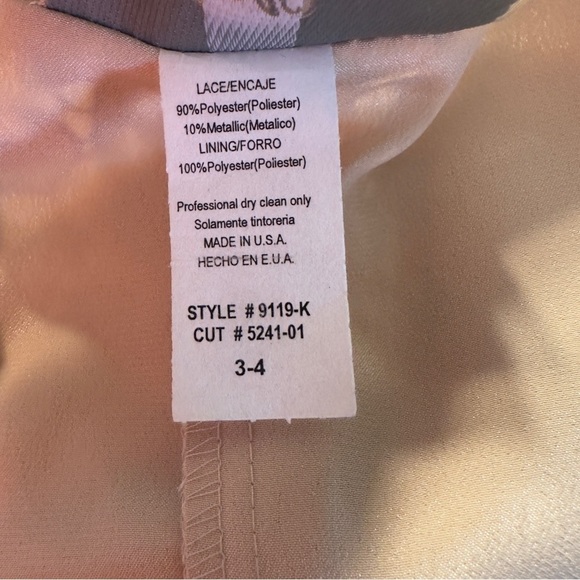 LACE/ENCAJE
90%Polyester(Poliester)
10%Metallic(Metalico)
LINING/FORRO
100%Polyester(Poliester)
Professional dry clean only
Solamente tintoreria
MADE IN U.S.A.
HECHO EN E.U.A.
STYLE # 9119-K
CUT # 5241-01
3-4